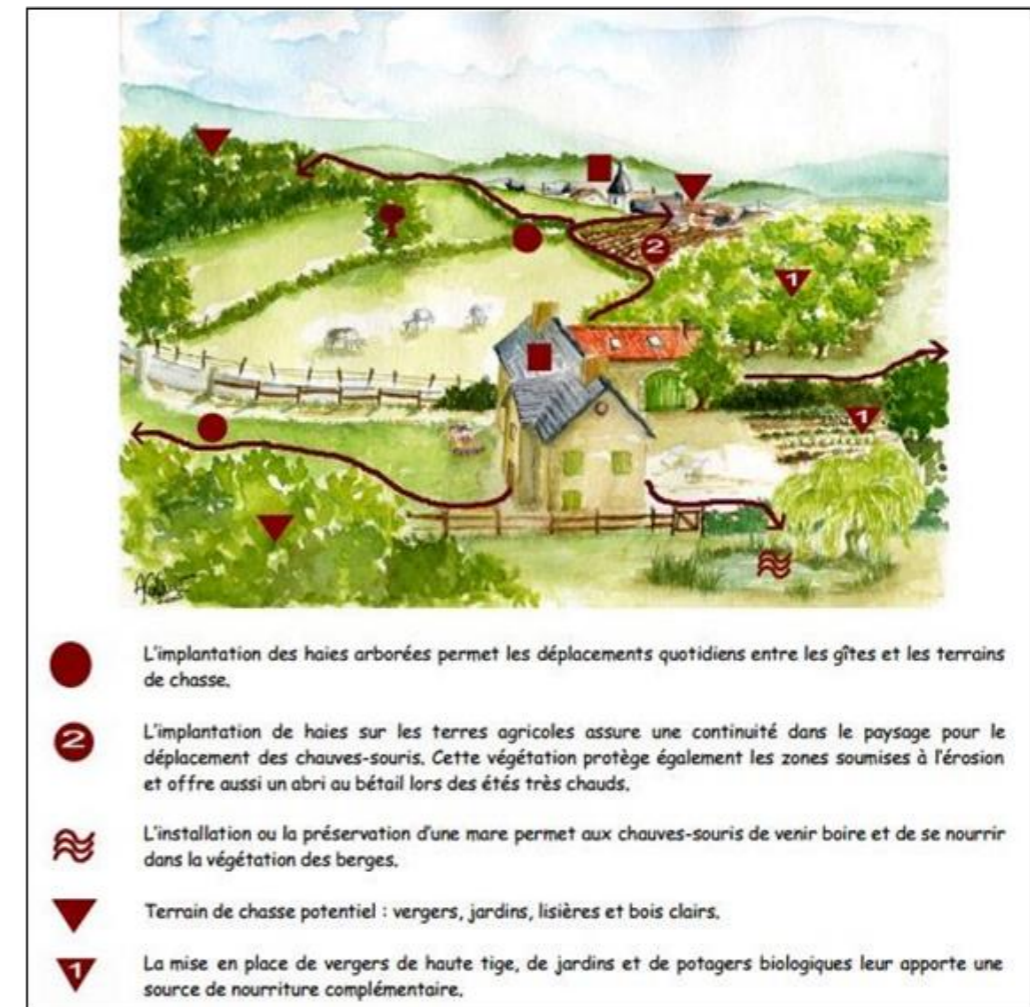 2
1
1
L'implantation des haies arborées permet les déplacements quotidiens entre les gîtes et les terrains
de chasse.
2
L'implantation de haies sur les terres agricoles assure une continuité dans le paysage pour le
déplacement des chauves-souris. Cette végétation protège également les zones soumises à l'érosion
et offre aussi un abri au bétail lors des étés très chauds.
L'installation ou la préservation d'une mare permet aux chauves-souris de venir boire et de se nourrir
dans la végétation des berges.
Terrain de chasse potentiel : vergers, jardins, lisières et bois clairs.
1
La mise en place de vergers de haute tige, de jardins et de potagers biologiques leur apporte une
source de nourriture complémentaire.